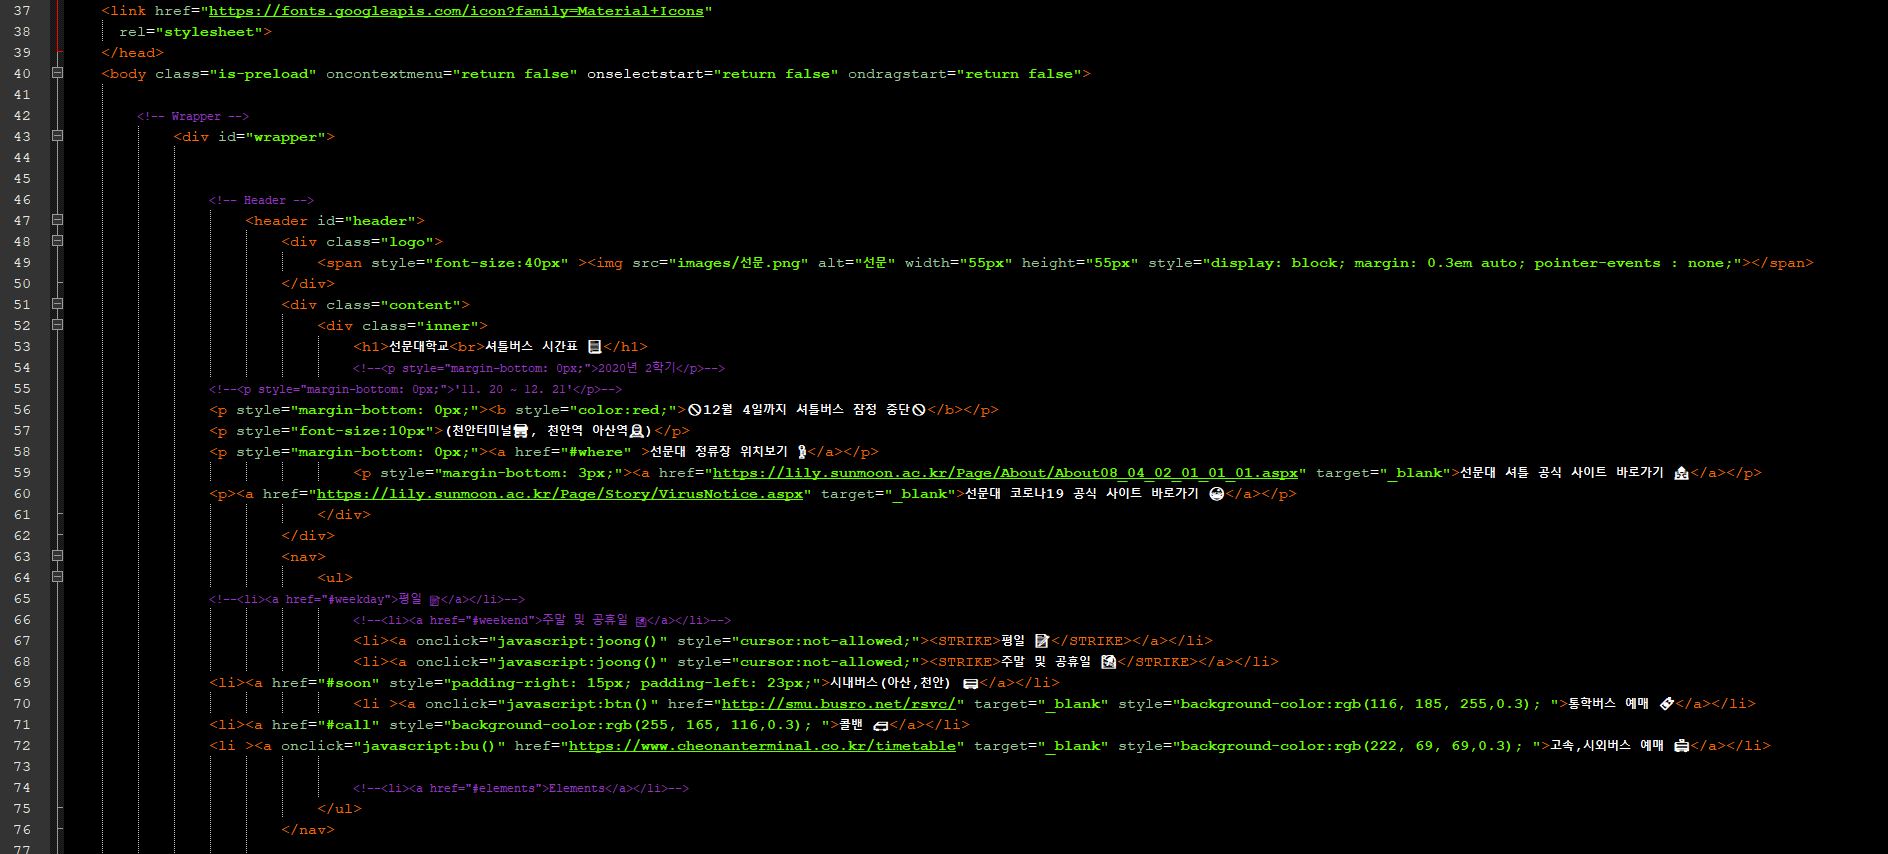 37 <link href="https://fonts.googleapis.com/icon?family=Material+Icons"
38 rel="stylesheet">
39 </head>
40 <body class="is-preload" oncontextmenu="return false" onselectstart="return false" ondragstart="return false">
41
42 <!-- Wrapper -->
43 <div id="wrapper">
44
45
46 <!-- Header -->
47 <header id="header">
48 <div class="logo">
49 <span style="font-size:40px" ><img src="images/선문.png" alt="선문" width="55px" height="55px" style="display: block; margin: 0.3em auto; pointer-events : none;"></span>
50 </div>
51 <div class="content">
52 <div class="inner">
53 <h1>선문대학교<br>셔틀버스 시간표 </h1>
54 <!--<p style="margin-bottom: 0px;">2020년 2학기</p>-->
55 <!--<p style="margin-bottom: 0px;">'11. 20 ~ 12. 21'</p>-->
56 <p style="margin-bottom: 0px;"><b style="color:red;">🚫12월 4일까지 셔틀버스 잠정 중단🚫</b></p>
57 <p style="font-size:10px">(천안터미널, 천안역 아산역)</p>
58 <p style="margin-bottom: 0px;"><a href="#where" >선문대 정류장 위치보기 </a></p>
59 <p style="margin-bottom: 3px;"><a href="https://lily.sunmoon.ac.kr/Page/About/About08_04_02_01_01_01.aspx" target="_blank">선문대 셔틀 공식 사이트 바로가기 </a></p>
60 <p><a href="https://lily.sunmoon.ac.kr/Page/Story/VirusNotice.aspx" target="_blank">선문대 코로나19 공식 사이트 바로가기 </a></p>
61 </div>
62 </div>
63 <nav>
64 <ul>
65 <!--<li><a href="#weekday">평일 </a></li>-->
66 <!--<li><a href="#weekend">주말 및 공휴일 </a></li>-->
67 <li><a onclick="javascript:joong()" style="cursor:not-allowed;"><STRIKE>평일 </STRIKE></a></li>
68 <li><a onclick="javascript:joong()" style="cursor:not-allowed;"><STRIKE>주말 및 공휴일 </STRIKE></a></li>
69 <li><a href="#soon" style="padding-right: 15px; padding-left: 23px;">시내버스(아산,천안) </a></li>
70 <li ><a onclick="javascript:btn()" href="http://smu.busro.net/rsvc/" target="_blank" style="background-color:rgb(116, 185, 255,0.3); ">통학버스 예매 </a></li>
71 <li><a href="#call" style="background-color:rgb(255, 165, 116,0.3); ">콜밴 </a></li>
72 <li ><a onclick="javascript:bu()" href="https://www.cheonanterminal.co.kr/timetable" target="_blank" style="background-color:rgb(222, 69, 69,0.3); ">고속,시외버스 예매 </a></li>
73
74 <!--<li><a href="#elements">Elements</a></li>-->
75 </ul>
76 </nav>
77